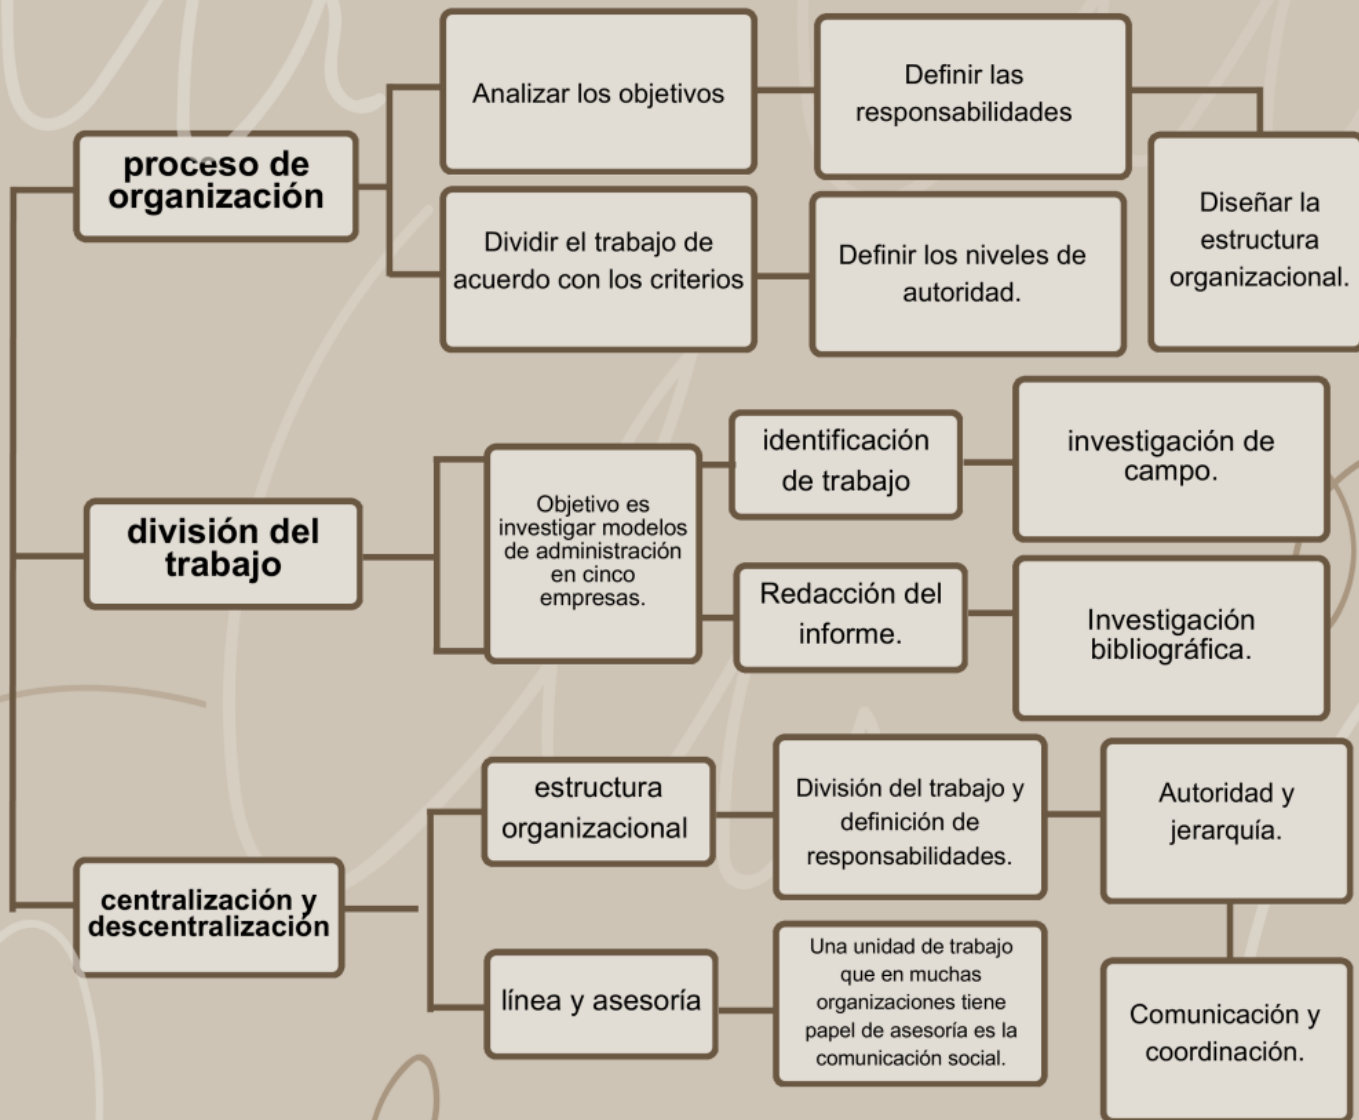 proceso de
organización
Analizar los objetivos
Definir las
responsabilidades
Dividir el trabajo de
acuerdo con los criterios
Definir los niveles de
autoridad.
Diseñar la
estructura
organizacional.
división del
trabajo
Objetivo es
investigar modelos
de administración
en cinco
empresas.
identificación
de trabajo
investigación de
campo.
Redacción del
informe.
Investigación
bibliográfica.
centralización y
descentralización
estructura
organizacional
División del trabajo y
definición de
responsabilidades.
Autoridad y
jerarquía.
línea y asesoría
Una unidad de trabajo
que en muchas
organizaciones tiene
papel de asesoría es la
comunicación social.
Comunicación y
coordinación.